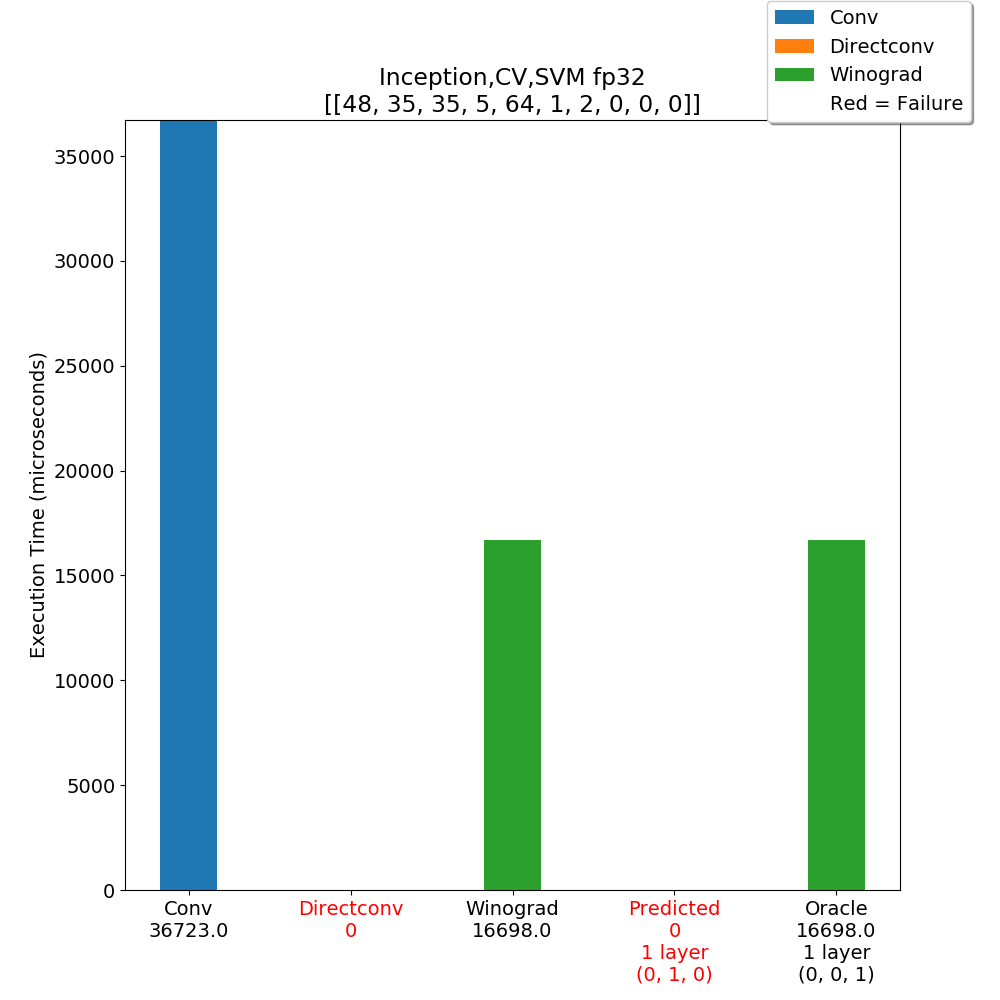 Conv
Directconv
Winograd
Red = Failure
Inception,CV,SVM fp32
[[48, 35, 35, 5, 64, 1, 2, 0, 0, 0]]
Execution Time (microseconds)
35000
30000
25000
20000
15000
10000
5000
0
Conv
36723.0
Directconv
0
Winograd
16698.0
Predicted
0
1 layer
(0, 1, 0)
Oracle
16698.0
1 layer
(0, 0, 1)